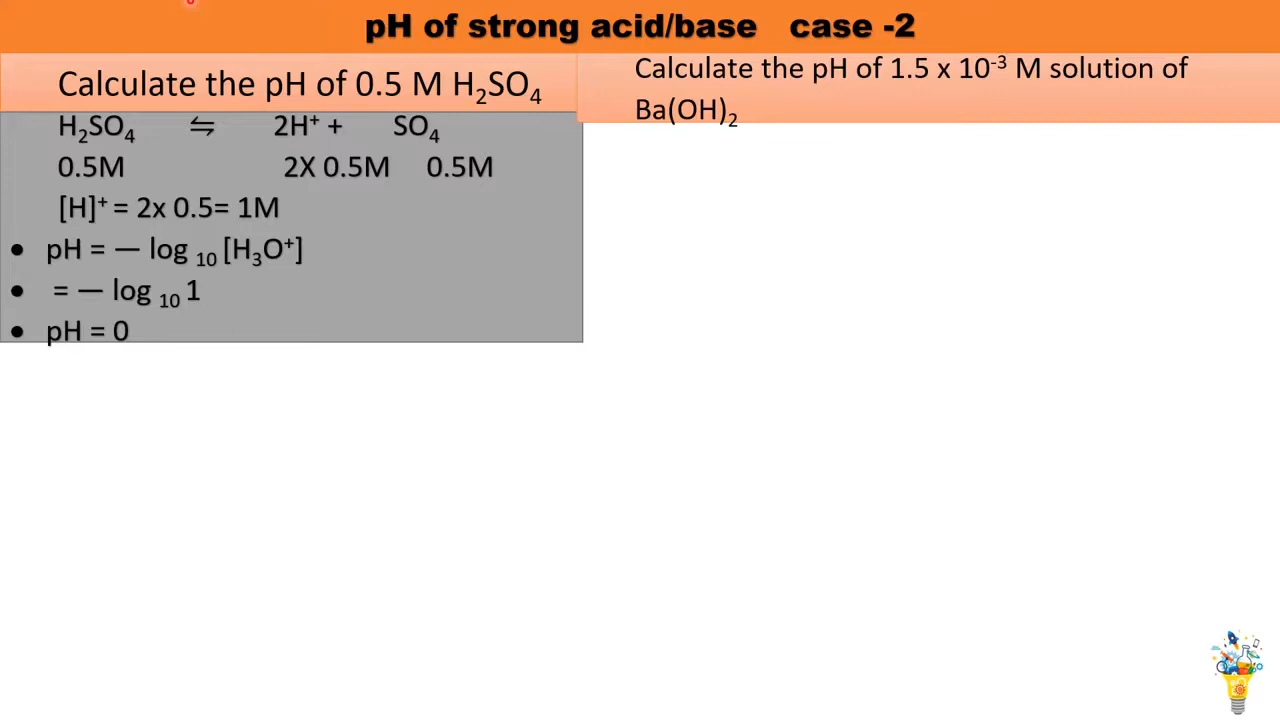 pH of strong acid/base case -2
Calculate the pH of 0.5 M H₂SO₄
H₂SO₄ ⇋ 2H⁺ + SO₄
0.5M 2X 0.5M 0.5M
[H]⁺ = 2x 0.5= 1M
• pH = — log ₁₀ [H₃O⁺]
• = — log ₁₀ 1
• pH = 0
Calculate the pH of 1.5 x 10⁻³ M solution of
Ba(OH)₂